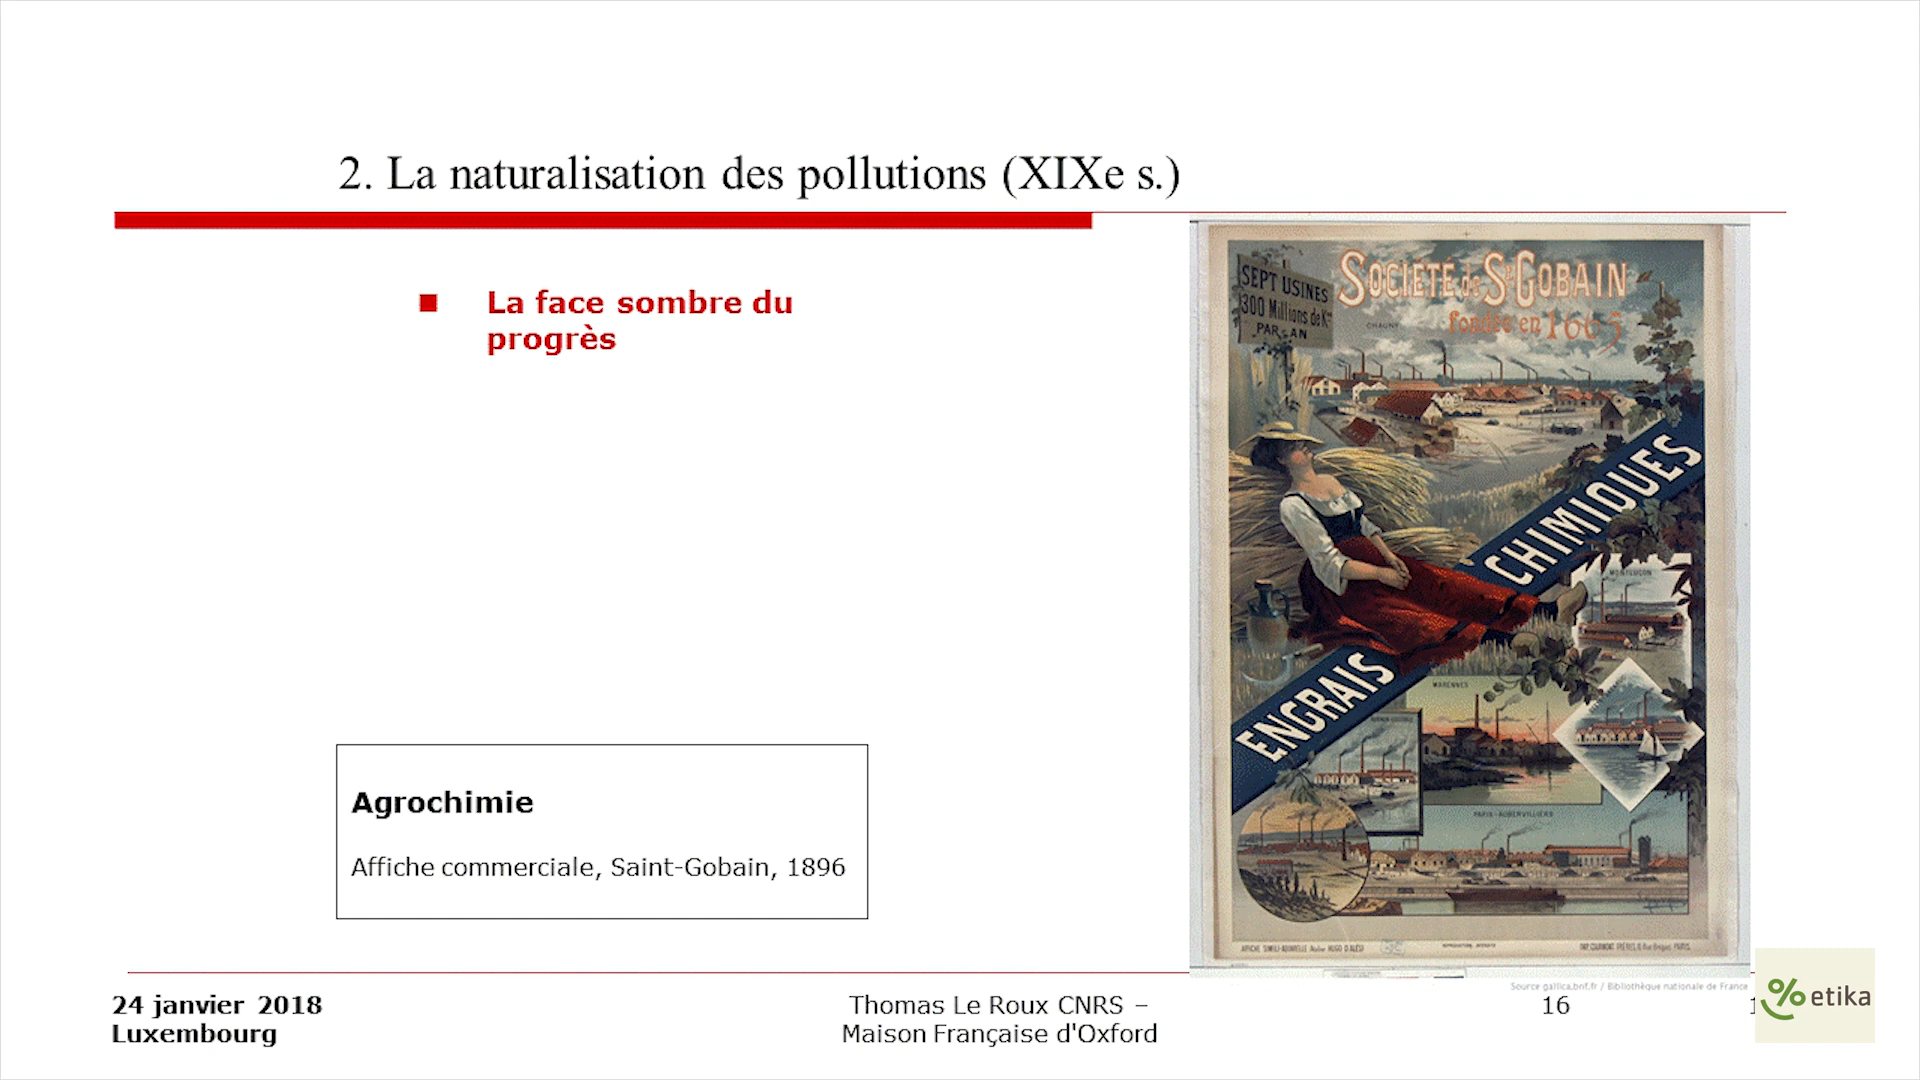 2. La naturalisation des pollutions (XIXe s.)
La face sombre du
progrès
SEPT USINES
300 Millions de Kos
PAR AN
SOCIÉTÉ de St GOBAIN
fondée en 1665
CHAUNY
CHIMIQUES
MONTLUÇON
ENGRAIS
MARENNES
PARIS-AUBERVILLIERS
Agrochimie
Affiche commerciale, Saint-Gobain, 1896
Source gallica.bnf.fr / Bibliothèque nationale de France
24 janvier 2018
Luxembourg
Thomas Le Roux CNRS –
Maison Française d'Oxford
16
% etika